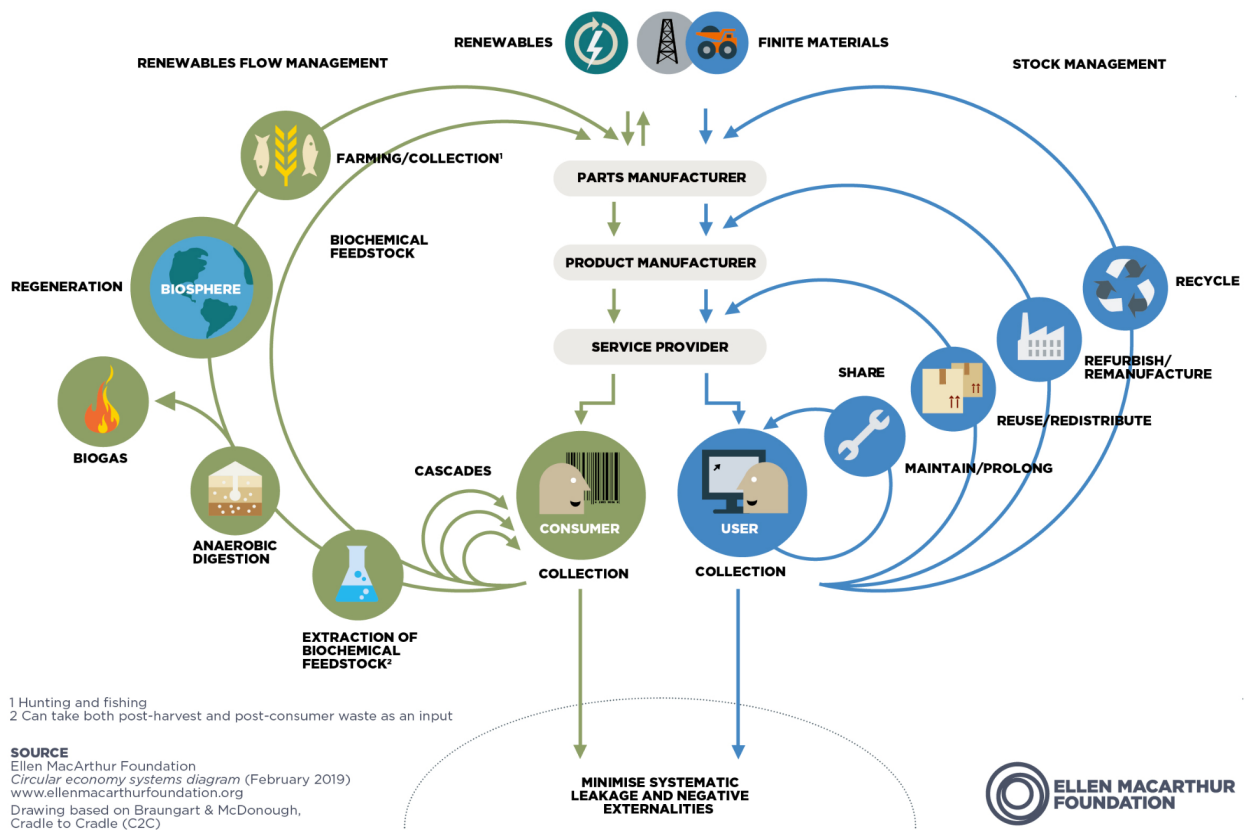 RENEWABLES
FINITE MATERIALS
RENEWABLES FLOW MANAGEMENT
STOCK MANAGEMENT
FARMING/COLLECTION¹
PARTS MANUFACTURER
BIOCHEMICAL
FEEDSTOCK
PRODUCT MANUFACTURER
REGENERATION
BIOSPHERE
RECYCLE
SERVICE PROVIDER
REFURBISH/
REMANUFACTURE
SHARE
REUSE/REDISTRIBUTE
BIOGAS
CASCADES
MAINTAIN/PROLONG
CONSUMER
USER
ANAEROBIC
DIGESTION
COLLECTION
COLLECTION
EXTRACTION OF
BIOCHEMICAL
FEEDSTOCK²
1 Hunting and fishing
2 Can take both post-harvest and post-consumer waste as an input
SOURCE
Ellen MacArthur Foundation
Circular economy systems diagram (February 2019)
www.ellenmacarthurfoundation.org
Drawing based on Braungart & McDonough,
Cradle to Cradle (C2C)
MINIMISE SYSTEMATIC
LEAKAGE AND NEGATIVE
EXTERNALITIES
ELLEN MACARTHUR
FOUNDATION